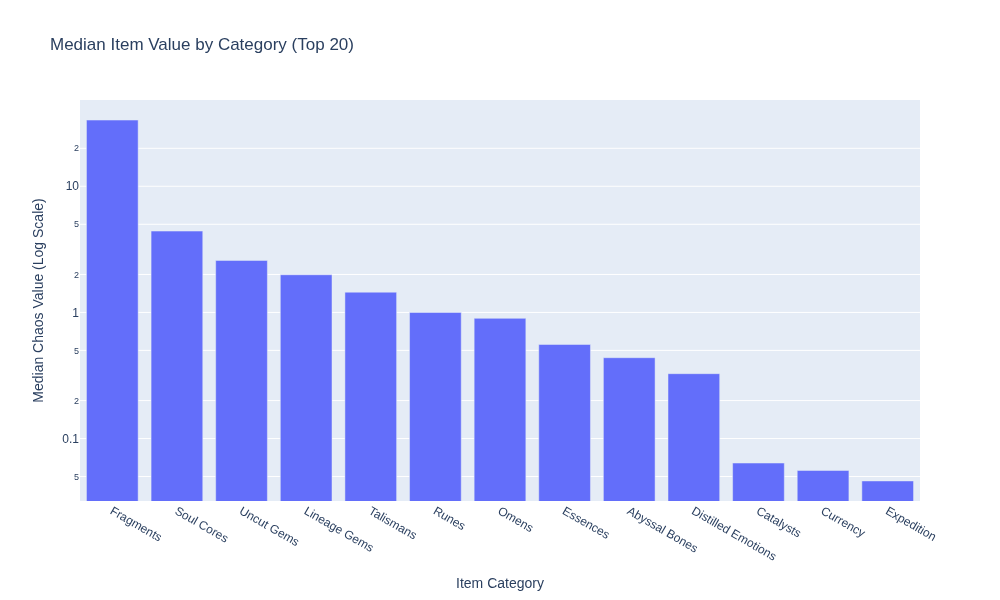 Median Item Value by Category (Top 20)
Median Chaos Value (Log Scale)
2
10
5
2
1
5
2
0.1
5
Fragments
Soul Cores
Uncut Gems
Lineage Gems
Talismans
Runes
Omens
Essences
Abyssal Bones
Distilled Emotions
Catalysts
Currency
Expedition
Item Category